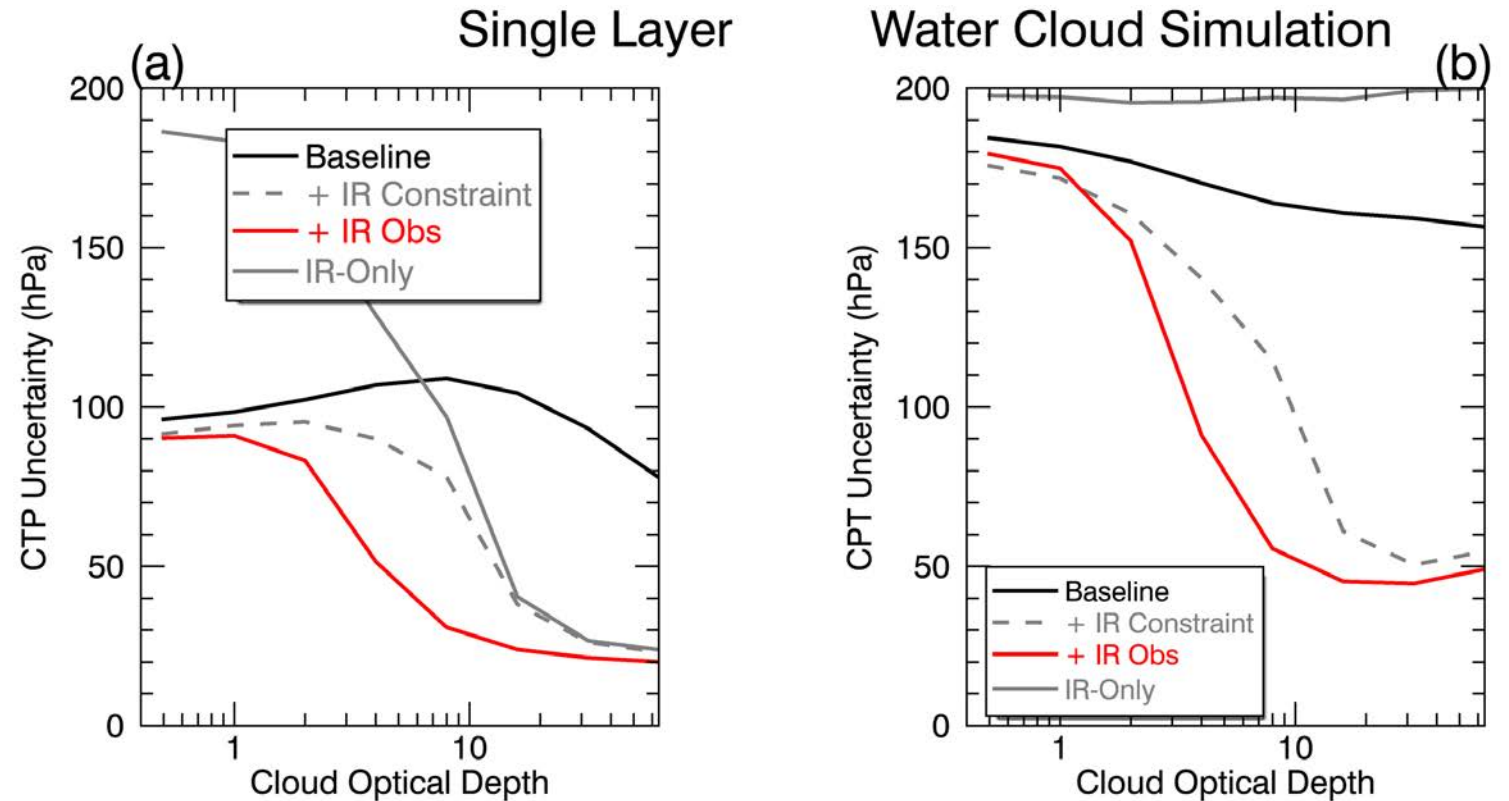 Single Layer
Water Cloud Simulation
(a)
200
150
100
50
0
CTP Uncertainty (hPa)
Baseline
+ IR Constraint
+ IR Obs
IR-Only
1
10
Cloud Optical Depth
(b)
200
150
100
50
0
CPT Uncertainty (hPa)
Baseline
+ IR Constraint
+ IR Obs
IR-Only
1
10
Cloud Optical Depth